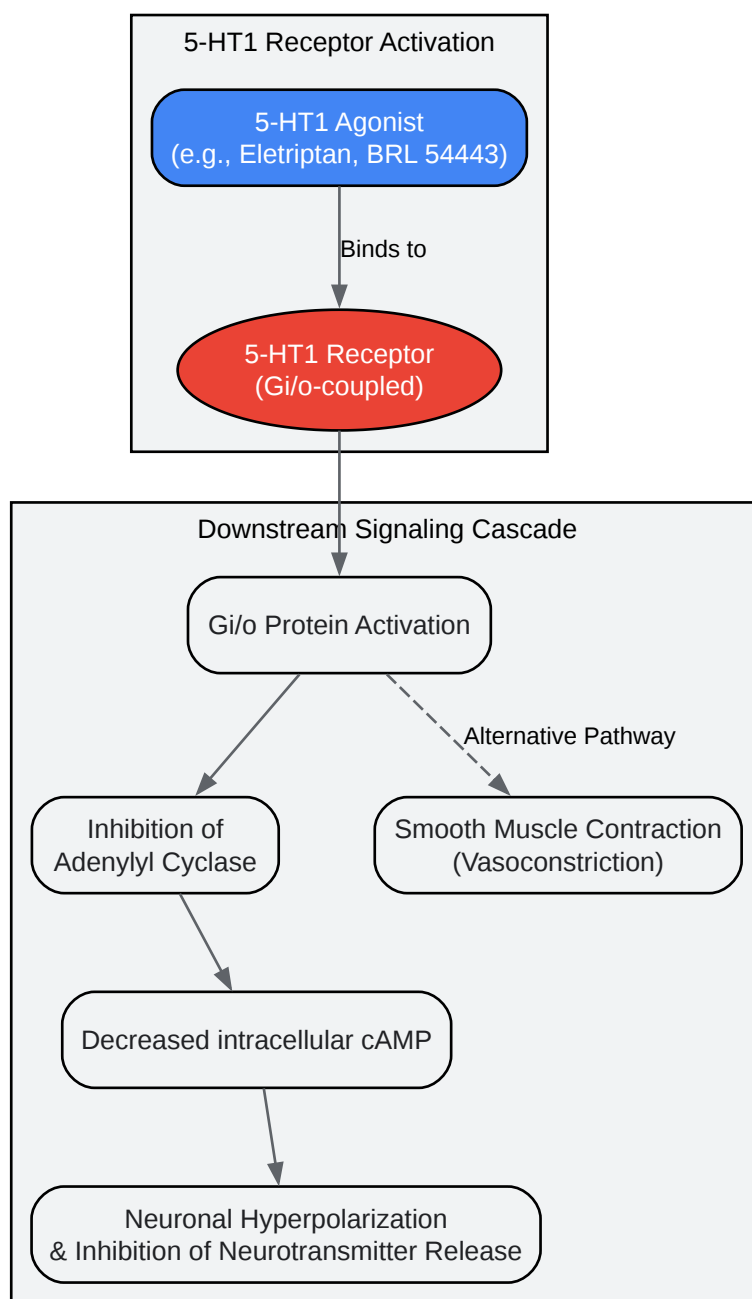 5-HT1 Receptor Activation
5-HT1 Agonist
(e.g., Eletriptan, BRL 54443)
Binds to
5-HT1 Receptor
(Gi/o-coupled)
Downstream Signaling Cascade
Gi/o Protein Activation
Alternative Pathway
Inhibition of
Adenylyl Cyclase
Smooth Muscle Contraction
(Vasoconstriction)
Decreased intracellular cAMP
Neuronal Hyperpolarization
& Inhibition of Neurotransmitter Release